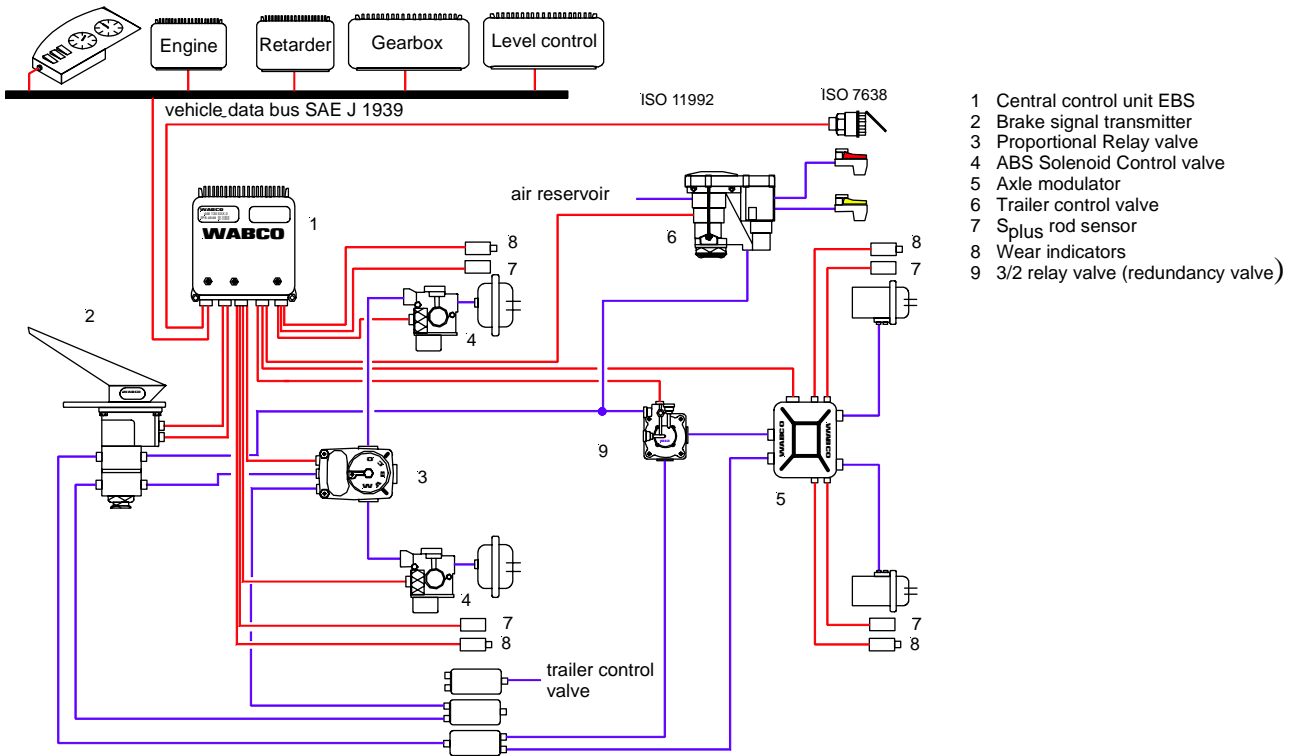 Engine
Retarder
Gearbox
Level control
vehicle data bus SAE J 1939
ISO 11992
ISO 7638
1 Central control unit EBS
2 Brake signal transmitter
3 Proportional Relay valve
4 ABS Solenoid Control valve
5 Axle modulator
6 Trailer control valve
7 Splus rod sensor
8 Wear indicators
9 3/2 relay valve (redundancy valve)
air reservoir
WABCO
WABCO
1
6
8
7
8
7
2
4
WABCO
9
3
WABCO
WABCO
5
4
7
8
7
8
trailer control
valve